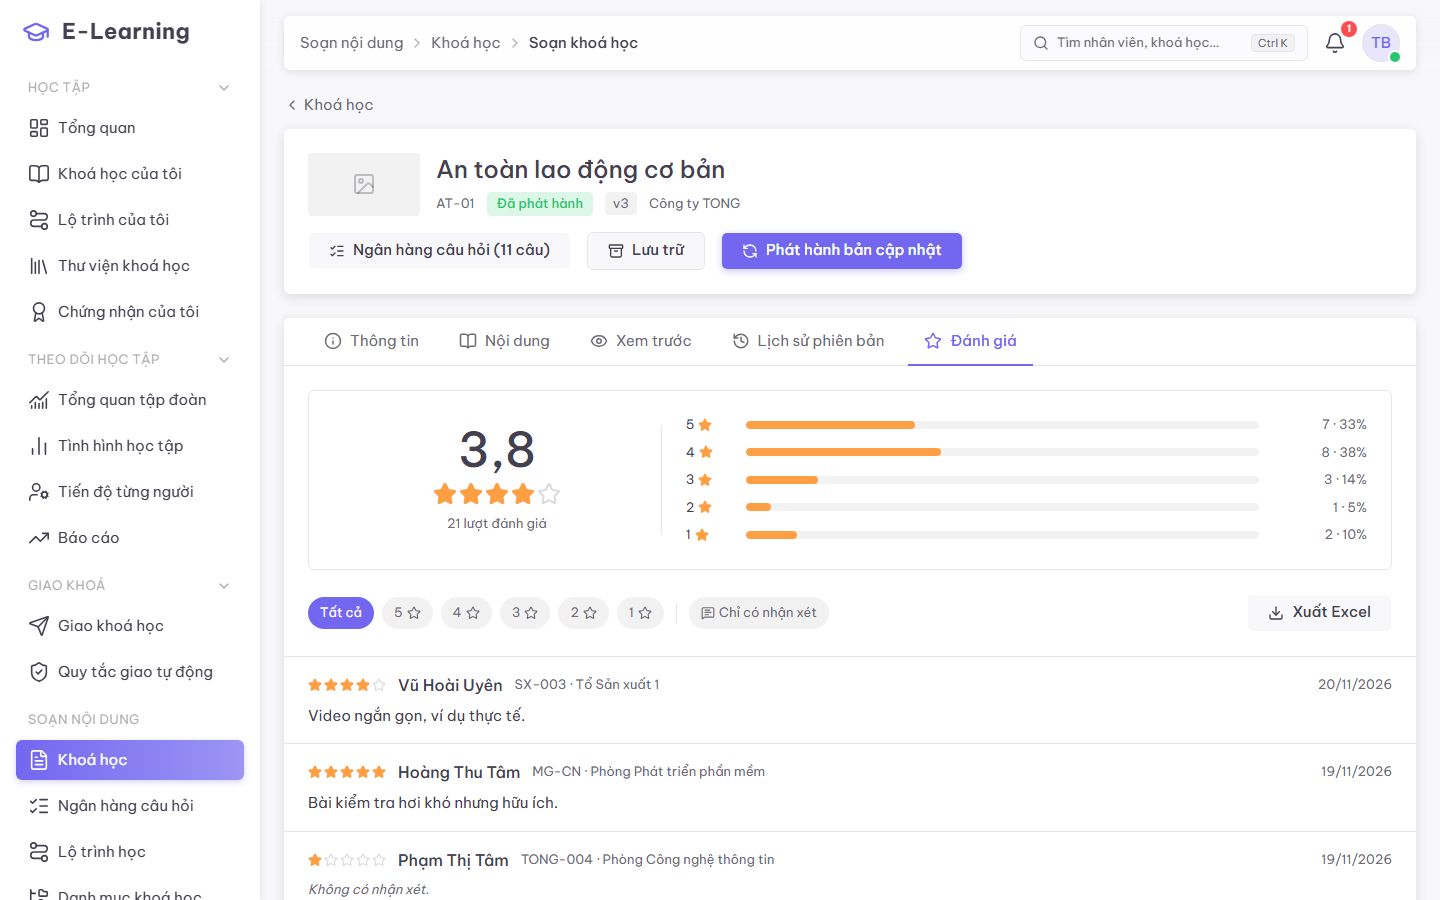 E-Learning
HỌC TẬP
Tổng quan
Khoá học của tôi
Lộ trình của tôi
Thư viện khoá học
Chứng nhận của tôi
THEO DÕI HỌC TẬP
Tổng quan tập đoàn
Tình hình học tập
Tiến độ từng người
Báo cáo
GIAO KHOÁ
Giao khoá học
Quy tắc giao tự động
SOẠN NỘI DUNG
Khoá học
Ngân hàng câu hỏi
Lộ trình học
Danh mục khoá học
Soạn nội dung
Khoá học
Soạn khoá học
Tìm nhân viên, khoá học...
Ctrl K
1
TB
Khoá học
An toàn lao động cơ bản
AT-01 Đã phát hành v3 Công ty TONG
Ngân hàng câu hỏi (11 câu)
Lưu trữ
Phát hành bản cập nhật
Thông tin
Nội dung
Xem trước
Lịch sử phiên bản
Đánh giá
3,8
21 lượt đánh giá
5 7 · 33%
4 8 · 38%
3 3 · 14%
2 1 · 5%
1 2 · 10%
Tất cả 5 4 3 2 1 Chỉ có nhận xét
Xuất Excel
Vũ Hoài Uyên SX-003 · Tổ Sản xuất 1 20/11/2026
Video ngắn gọn, ví dụ thực tế.
Hoàng Thu Tâm MG-CN · Phòng Phát triển phần mềm 19/11/2026
Bài kiểm tra hơi khó nhưng hữu ích.
Phạm Thị Tâm TONG-004 · Phòng Công nghệ thông tin 19/11/2026
Không có nhận xét.